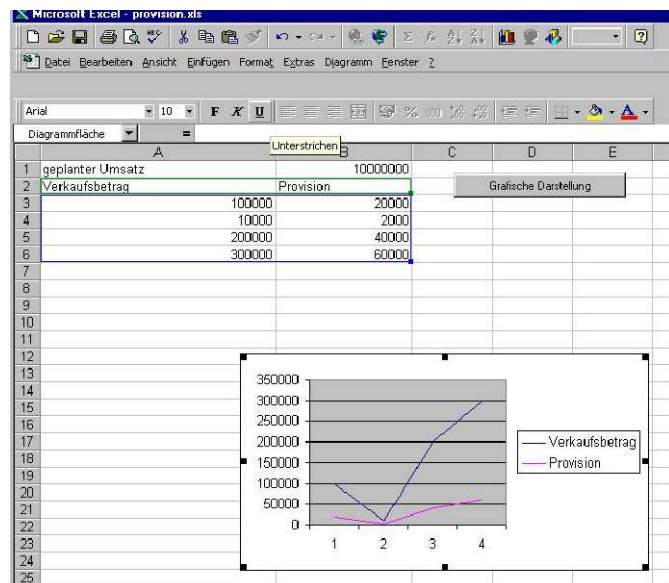 Microsoft Excel - provision.xls
Datei Bearbeiten Ansicht Einfügen Format Extras Diagramm Fenster ?
Arial 10 F K U % 000
Diagrammfläche =
Unterstrichen
A B C D E
1 geplanter Umsatz 10000000
Grafische Darstellung
2 Verkaufsbetrag Provision
3 100000 20000
4 10000 2000
5 200000 40000
6 300000 60000
7
8
9
10
11
12
13
14
15
16
17
18
19
20
21
22
23
24
25
350000
300000
250000
200000
150000
100000
50000
0
1 2 3 4
Verkaufsbetrag
Provision